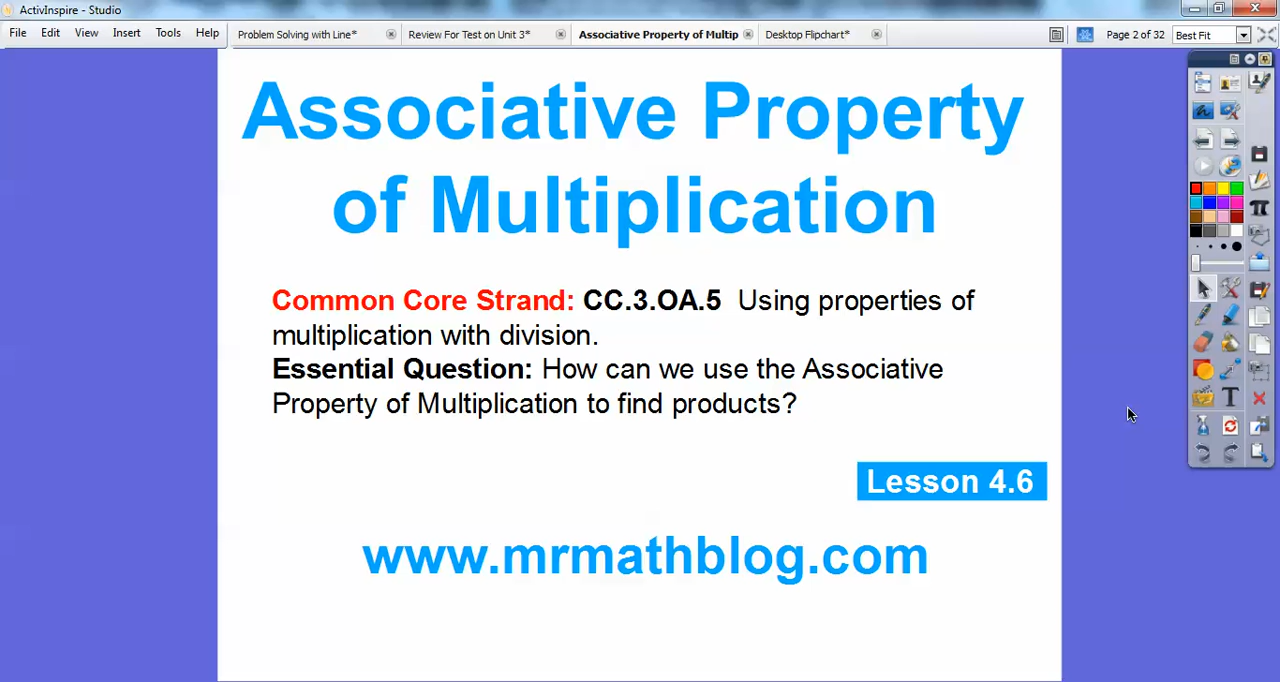 ActivInspire - Studio
File Edit View Insert Tools Help
Problem Solving with Line* Review For Test on Unit 3* Associative Property of Multip Desktop Flipchart* Page 2 of 32 Best Fit
Associative Property
of Multiplication
Common Core Strand: CC.3.OA.5 Using properties of
multiplication with division.
Essential Question: How can we use the Associative
Property of Multiplication to find products?
Lesson 4.6
www.mrmathblog.com